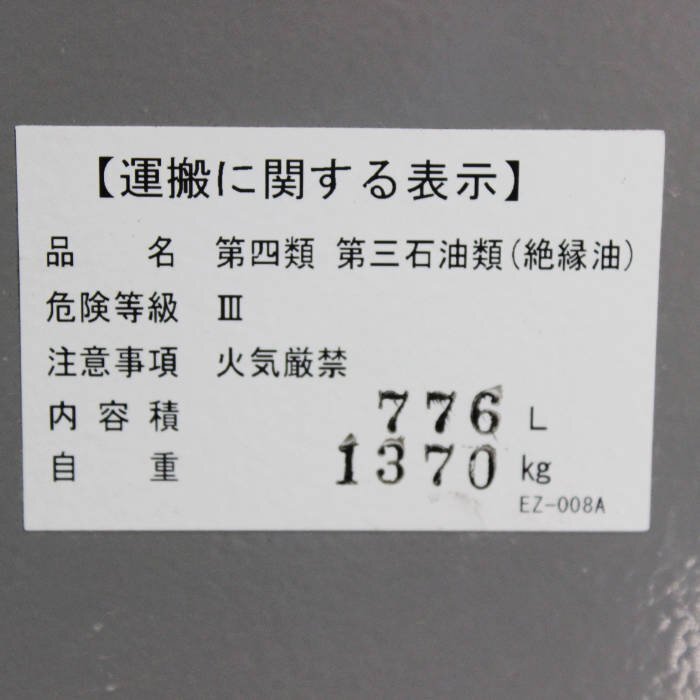 【運搬に関する表示】
品 名 第四類 第三石油類(絶縁油)
危険等級 Ⅲ
注意事項 火気厳禁
内容積 776 L
自 重 1370 kg
EZ-008A